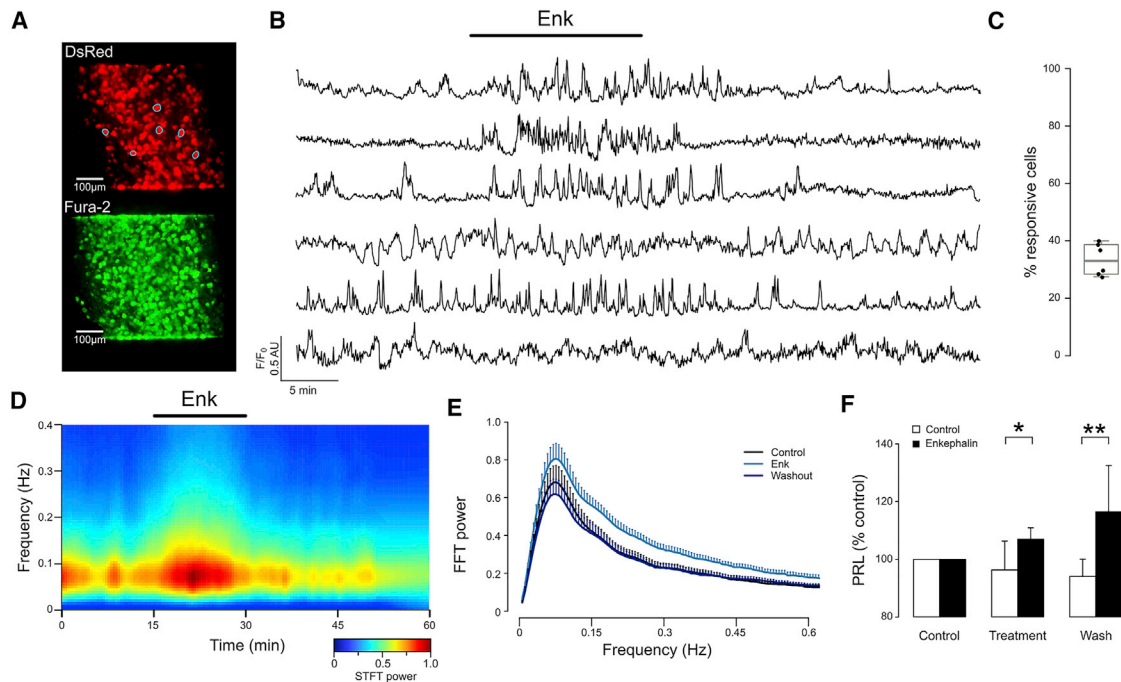 A
DsRed
100µm
Fura-2
100µm
B
Enk
F/F0
0.5 AU
5 min
C
% responsive cells
100
80
60
40
20
0
D
Enk
Frequency (Hz)
0.4
0.3
0.2
0.1
0
0 15 30 45 60
Time (min)
0 0.5 1.0
STFT power
E
FFT power
1.0
0.8
0.6
0.4
0.2
0
Control
Enk
Washout
0 0.15 0.3 0.45 0.6
Frequency (Hz)
F
Control
Enkephalin
* **
PRL (% control)
140
120
100
80
Control Treatment Wash